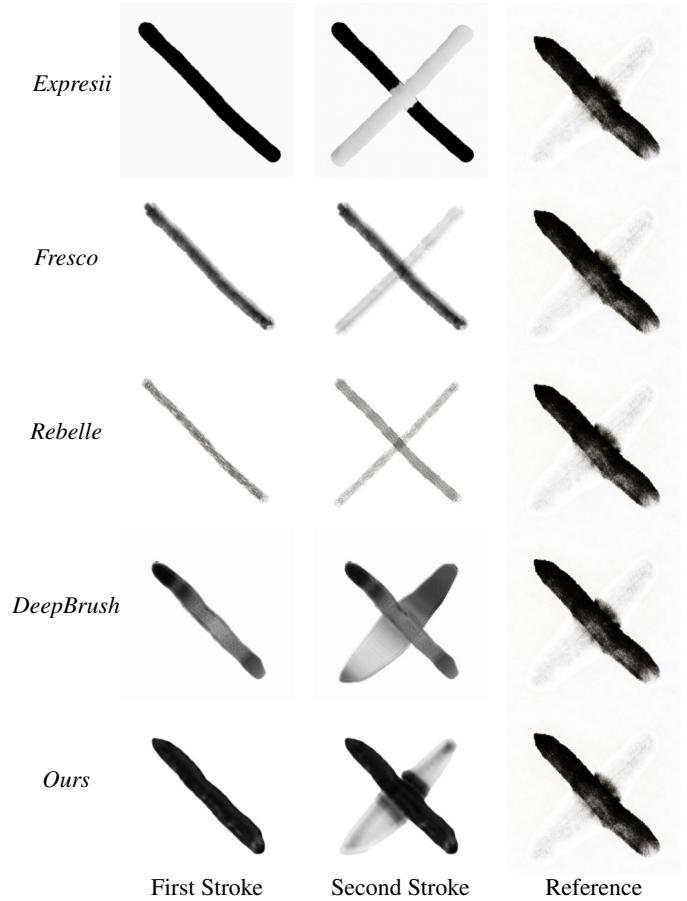 Expresii
Fresco
Rebelle
DeepBrush
Ours
First Stroke Second Stroke Reference